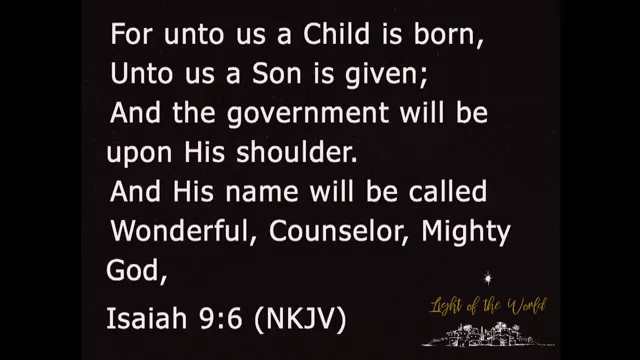 For unto us a Child is born,
Unto us a Son is given;
And the government will be
upon His shoulder.
And His name will be called
Wonderful, Counselor, Mighty
God,
Isaiah 9:6 (NKJV)
Light of the World